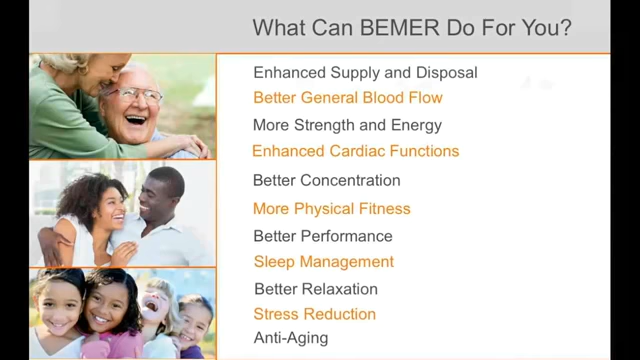 What Can BEMER Do For You?
Enhanced Supply and Disposal
Better General Blood Flow
More Strength and Energy
Enhanced Cardiac Functions
Better Concentration
More Physical Fitness
Better Performance
Sleep Management
Better Relaxation
Stress Reduction
Anti-Aging